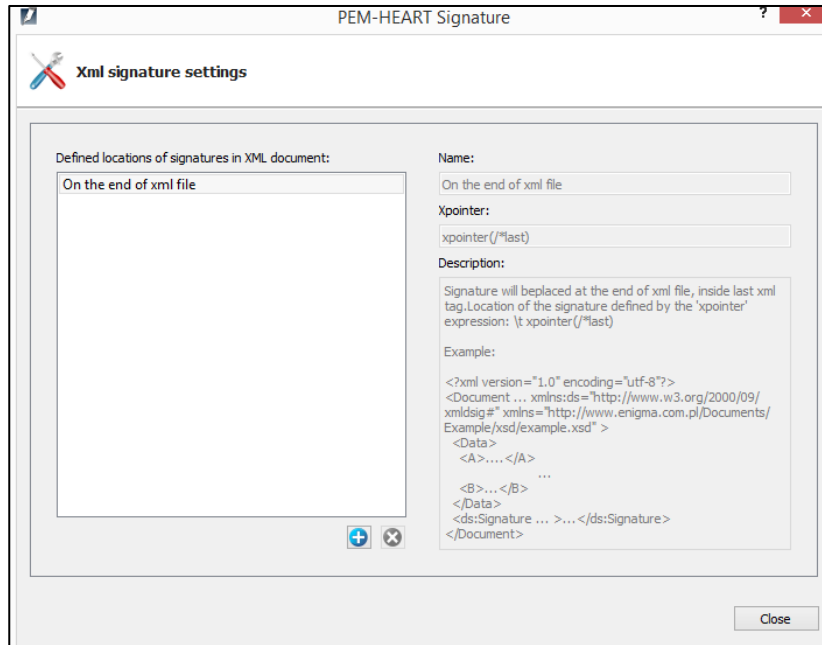 PEM-HEART Signature
?
Xml signature settings
Defined locations of signatures in XML document:
On the end of xml file
Name:
On the end of xml file
Xpointer:
xpointer(/*last)
Description:
Signature will beplaced at the end of xml file, inside last xml
tag.Location of the signature defined by the 'xpointer'
expression: \t xpointer(/*last)
Example:
<?xml version="1.0" encoding="utf-8"?>
<Document ... xmlns:ds="http://www.w3.org/2000/09/
xmldsig#" xmlns="http://www.enigma.com.pl/Documents/
Example/xsd/example.xsd" >
<Data>
<A>....</A>
...
<B>...</B>
</Data>
<ds:Signature ... >...</ds:Signature>
</Document>
Close